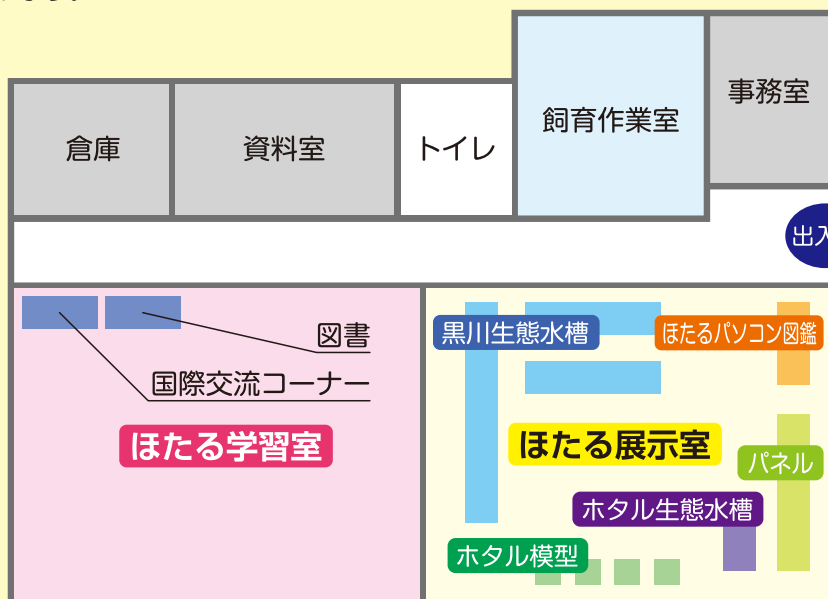 倉庫
資料室
トイレ
飼育作業室
事務室
出入
図書
国際交流コーナー
ほたる学習室
黒川生態水槽
ほたるパソコン図鑑
ほたる展示室
パネル
ホタル生態水槽
ホタル模型